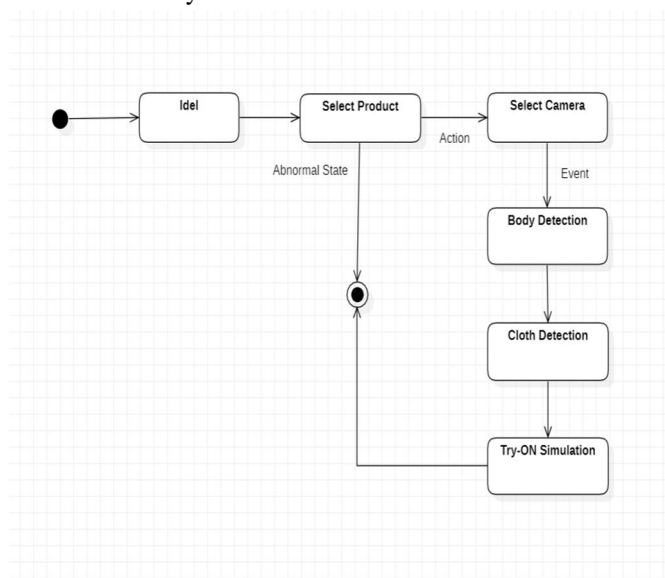 Idel
Select Product
Select Camera
Action
Abnormal State
Event
Body Detection
Cloth Detection
Try-ON Simulation